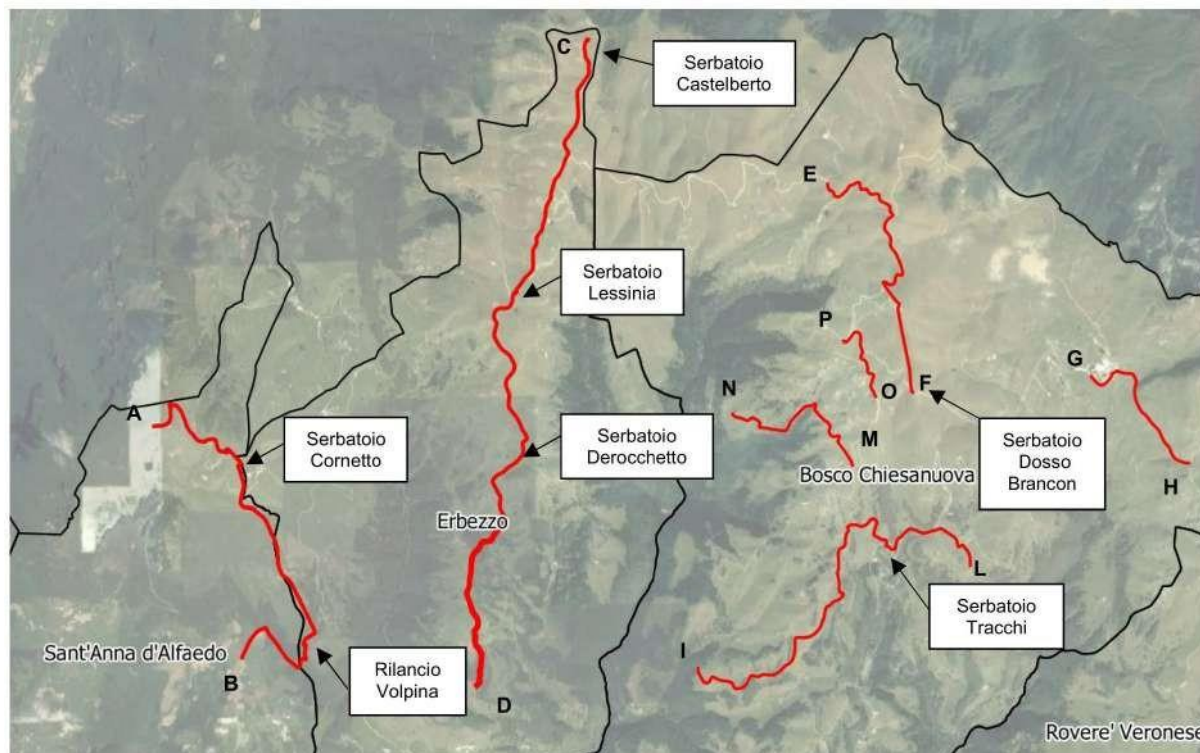 C
Serbatoio
Castelberto
E
Serbatoio
Lessinia
P
G
A
N
O
F
Serbatoio
Cornetto
Serbatoio
Derocchetto
M
Bosco Chiesanuova
Serbatoio
Dosso
Brancon
H
Erbezzo
L
Serbatoio
Tracchi
Sant'Anna d'Alfaedo
B
Rilancio
Volpina
I
D
Rovere' Veronese